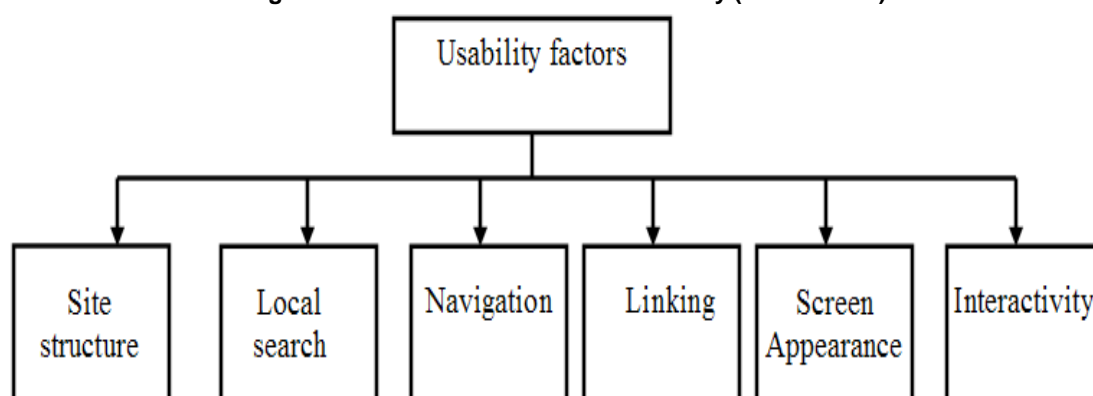 Usability factors
Site
structure
Local
search
Navigation
Linking
Screen
Appearance
Interactivity